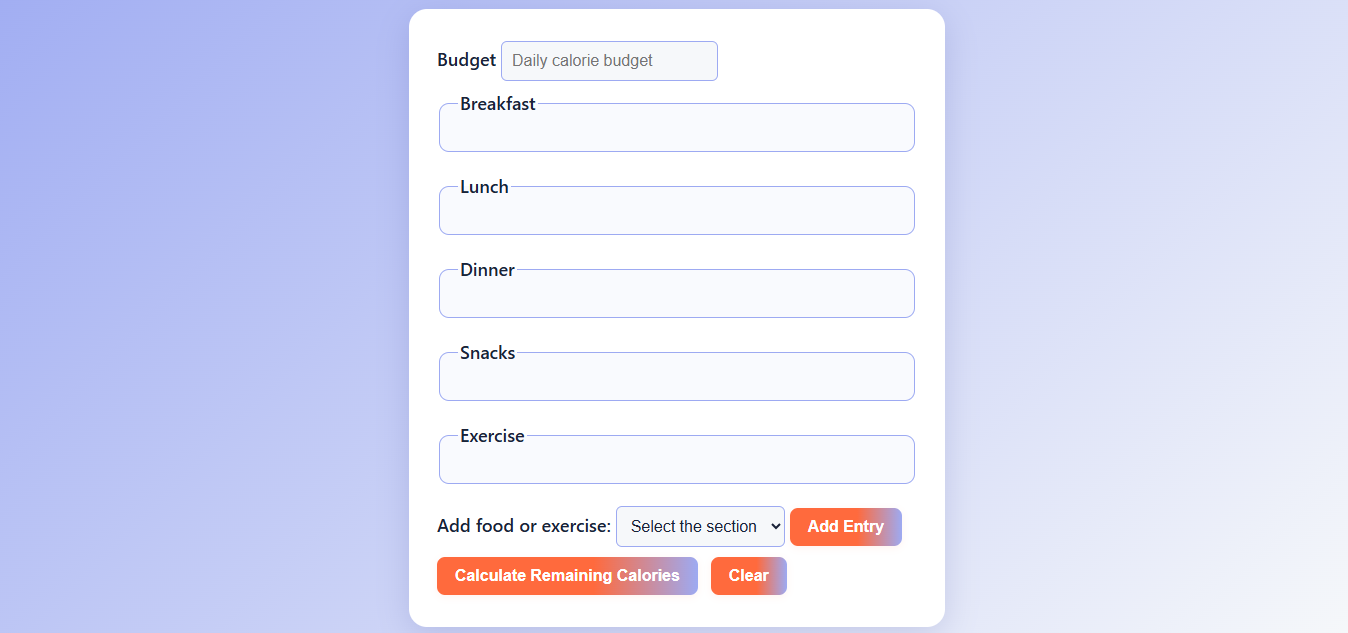 Budget Daily calorie budget
Breakfast
Lunch
Dinner
Snacks
Exercise
Add food or exercise: Select the section Add Entry
Calculate Remaining Calories Clear